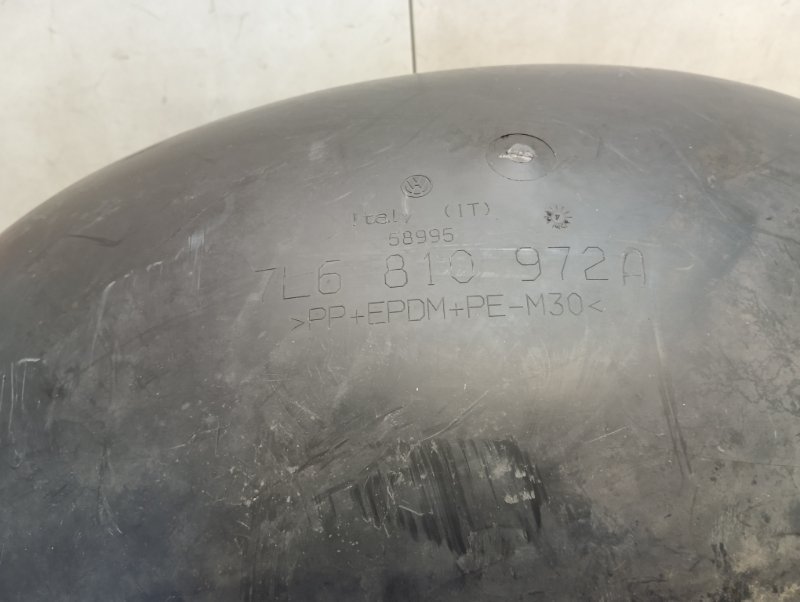 Italy (IT)
58995
7L6 810 972A
>PP+EPDM+PE-M30<